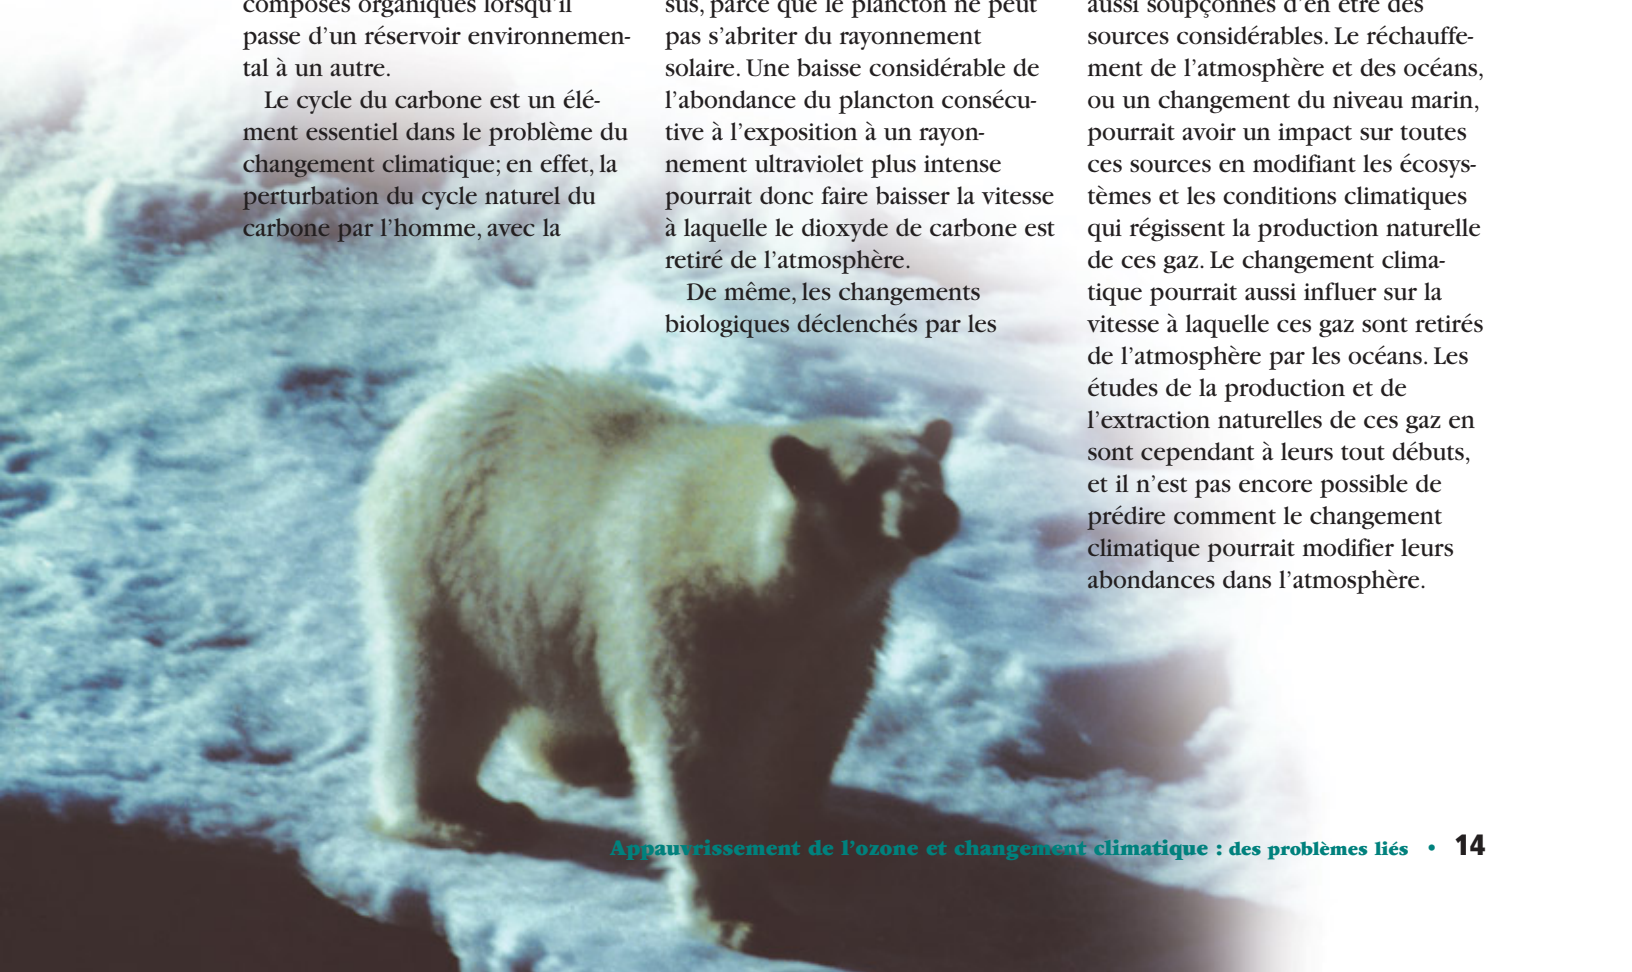 composés organiques lorsqu’il
passe d’un réservoir environnemen-
tal à un autre.
Le cycle du carbone est un élé-
ment essentiel dans le problème du
changement climatique; en effet, la
perturbation du cycle naturel du
carbone par l’homme, avec la
sus, parce que le plancton ne peut
pas s’abriter du rayonnement
solaire. Une baisse considérable de
l’abondance du plancton consécu-
tive à l’exposition à un rayon-
nement ultraviolet plus intense
pourrait donc faire baisser la vitesse
à laquelle le dioxyde de carbone est
retiré de l’atmosphère.
De même, les changements
biologiques déclenchés par les
aussi soupçonnés d’en être des
sources considérables. Le réchauffe-
ment de l’atmosphère et des océans,
ou un changement du niveau marin,
pourrait avoir un impact sur toutes
ces sources en modifiant les écosys-
tèmes et les conditions climatiques
qui régissent la production naturelle
de ces gaz. Le changement clima-
tique pourrait aussi influer sur la
vitesse à laquelle ces gaz sont retirés
de l’atmosphère par les océans. Les
études de la production et de
l’extraction naturelles de ces gaz en
sont cependant à leurs tout débuts,
et il n’est pas encore possible de
prédire comment le changement
climatique pourrait modifier leurs
abondances dans l’atmosphère.
Appauvrissement de l’ozone et changement climatique : des problèmes liés • 14